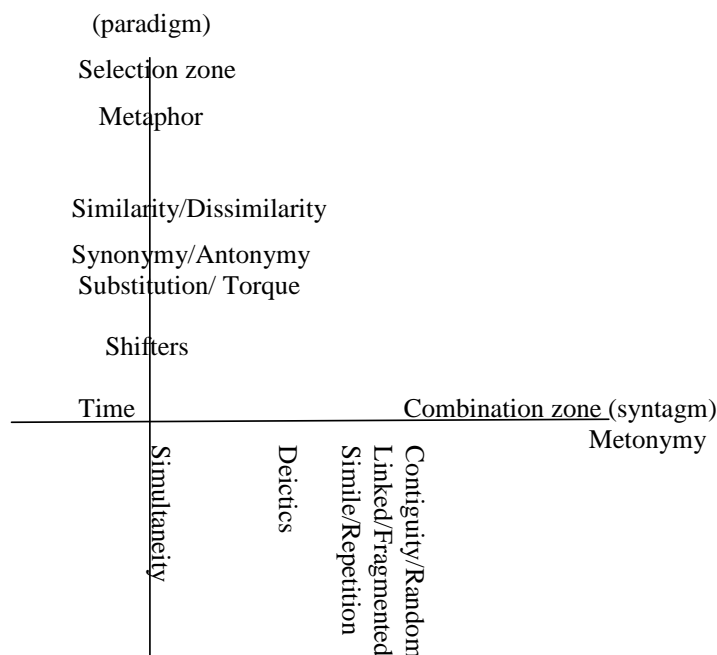 (paradigm)
Selection zone
Metaphor
Similarity/Dissimilarity
Synonymy/Antonymy
Substitution/ Torque
Shifters
Time
Combination zone (syntagm)
Metonymy
Simultaneity
Deictics
Simile/Repetition
Linked/Fragmented
Contiguity/Random